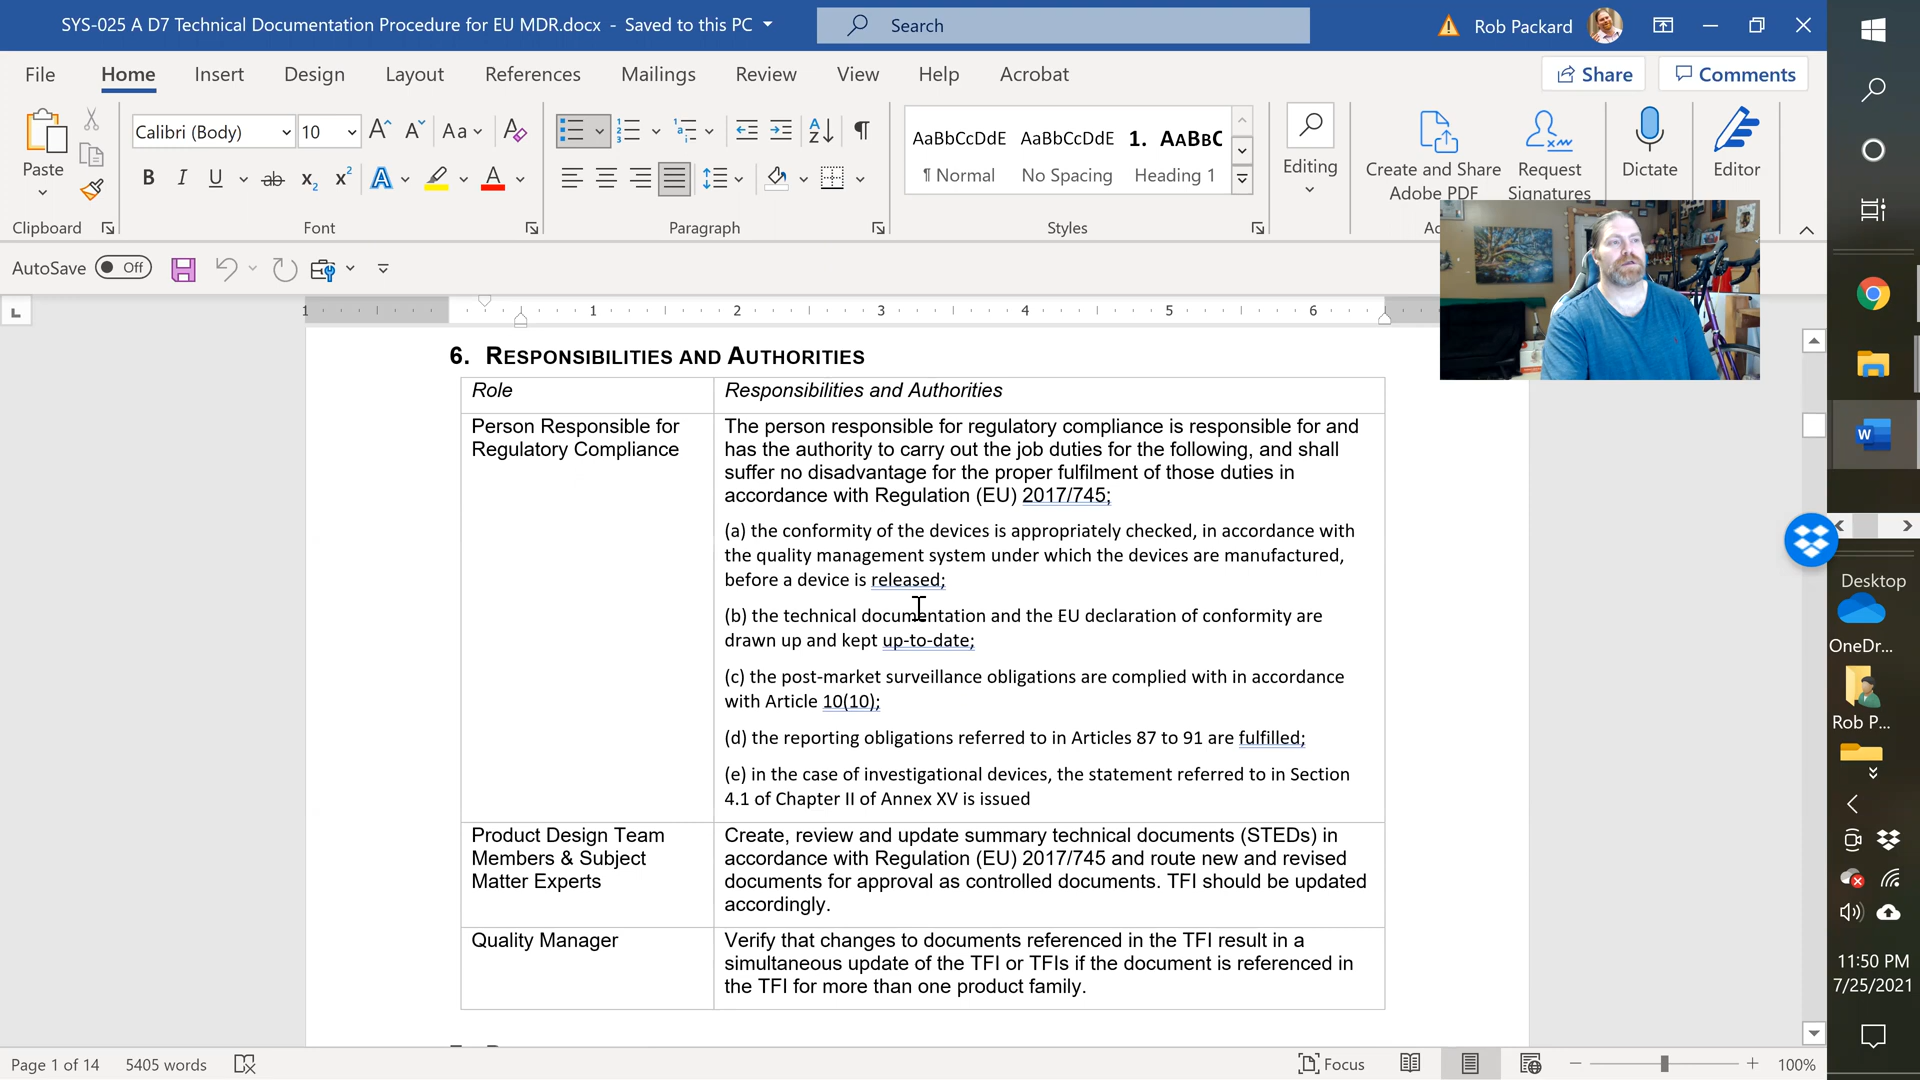 SYS-025 A D7 Technical Documentation Procedure for EU MDR.docx - Saved to this PC
Search
Rob Packard
File Home Insert Design Layout References Mailings Review View Help Acrobat
Share Comments
Paste
Clipboard
Calibri (Body) 10
Font
Paragraph
AaBbCcDdE AaBbCcDdE 1. AaBbC
¶ Normal No Spacing Heading 1
Styles
Editing
Create and Share
Adobe PDF
Request
Signatures
Dictate
Editor
AutoSave Off
1 1 2 3 4 5 6
6. Responsibilities and Authorities
Role Responsibilities and Authorities
Person Responsible for
Regulatory Compliance
The person responsible for regulatory compliance is responsible for and
has the authority to carry out the job duties for the following, and shall
suffer no disadvantage for the proper fulfilment of those duties in
accordance with Regulation (EU) 2017/745;
(a) the conformity of the devices is appropriately checked, in accordance with
the quality management system under which the devices are manufactured,
before a device is released;
(b) the technical documentation and the EU declaration of conformity are
drawn up and kept up-to-date;
(c) the post-market surveillance obligations are complied with in accordance
with Article 10(10);
(d) the reporting obligations referred to in Articles 87 to 91 are fulfilled;
(e) in the case of investigational devices, the statement referred to in Section
4.1 of Chapter II of Annex XV is issued
Product Design Team
Members & Subject
Matter Experts
Create, review and update summary technical documents (STEDs) in
accordance with Regulation (EU) 2017/745 and route new and revised
documents for approval as controlled documents. TFI should be updated
accordingly.
Quality Manager
Verify that changes to documents referenced in the TFI result in a
simultaneous update of the TFI or TFIs if the document is referenced in
the TFI for more than one product family.
Page 1 of 14 5405 words
Focus
100%
Desktop
OneDr...
Rob P...
11:50 PM
7/25/2021